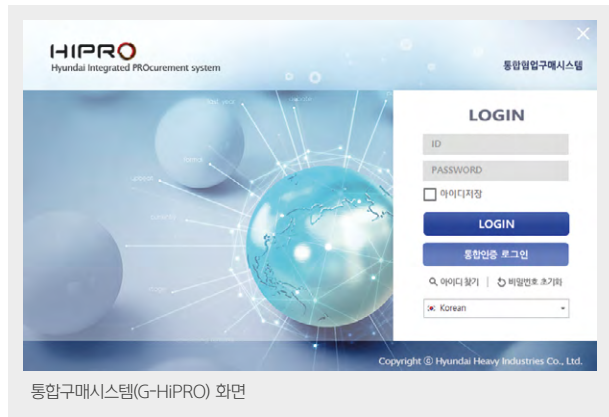 HIPRO
Hyundai Integrated PROcurement system
통합협업구매시스템
LOGIN
ID
PASSWORD
아이디저장
LOGIN
통합인증 로그인
아이디 찾기 | 비밀번호 초기화
Korean
Copyright ⓒ Hyundai Heavy Industries Co., Ltd.
통합구매시스템(G-HiPRO) 화면